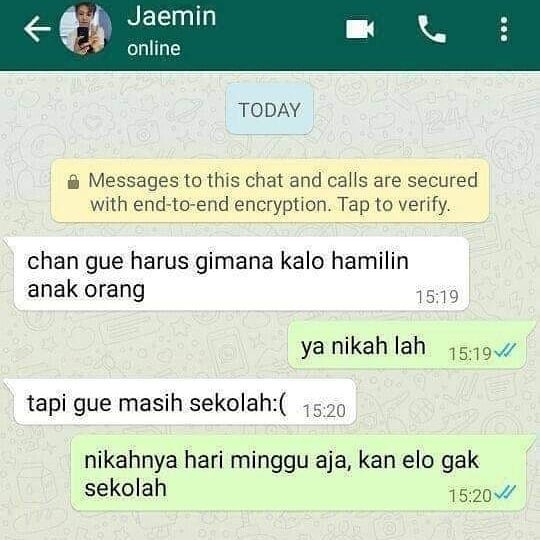 Jaemin
online
TODAY
Messages to this chat and calls are secured
with end-to-end encryption. Tap to verify.
chan gue harus gimana kalo hamilin
anak orang
15:19
ya nikah lah
15:19
tapi gue masih sekolah:(
15:20
nikahnya hari minggu aja, kan elo gak
sekolah
15:20